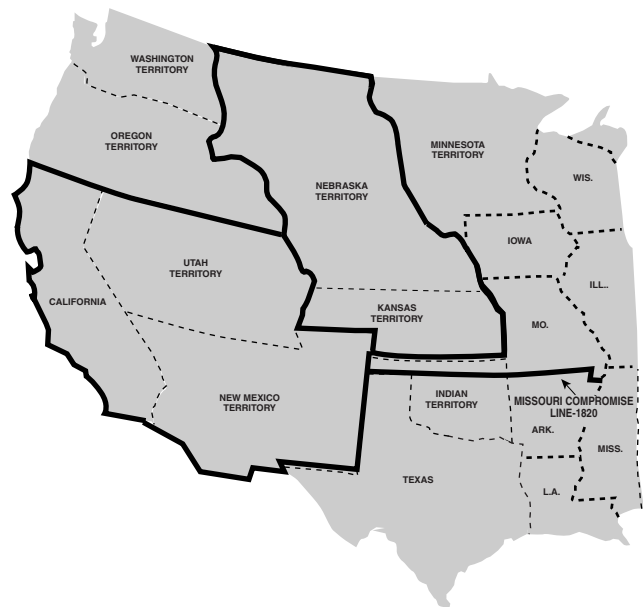 WASHINGTON
TERRITORY
OREGON
TERRITORY
NEBRASKA
TERRITORY
MINNESOTA
TERRITORY
WIS.
IOWA
UTAH
TERRITORY
ILL..
CALIFORNIA
KANSAS
TERRITORY
MO.
NEW MEXICO
TERRITORY
INDIAN
TERRITORY
MISSOURI COMPROMISE
LINE-1820
ARK.
MISS.
TEXAS
L.A.